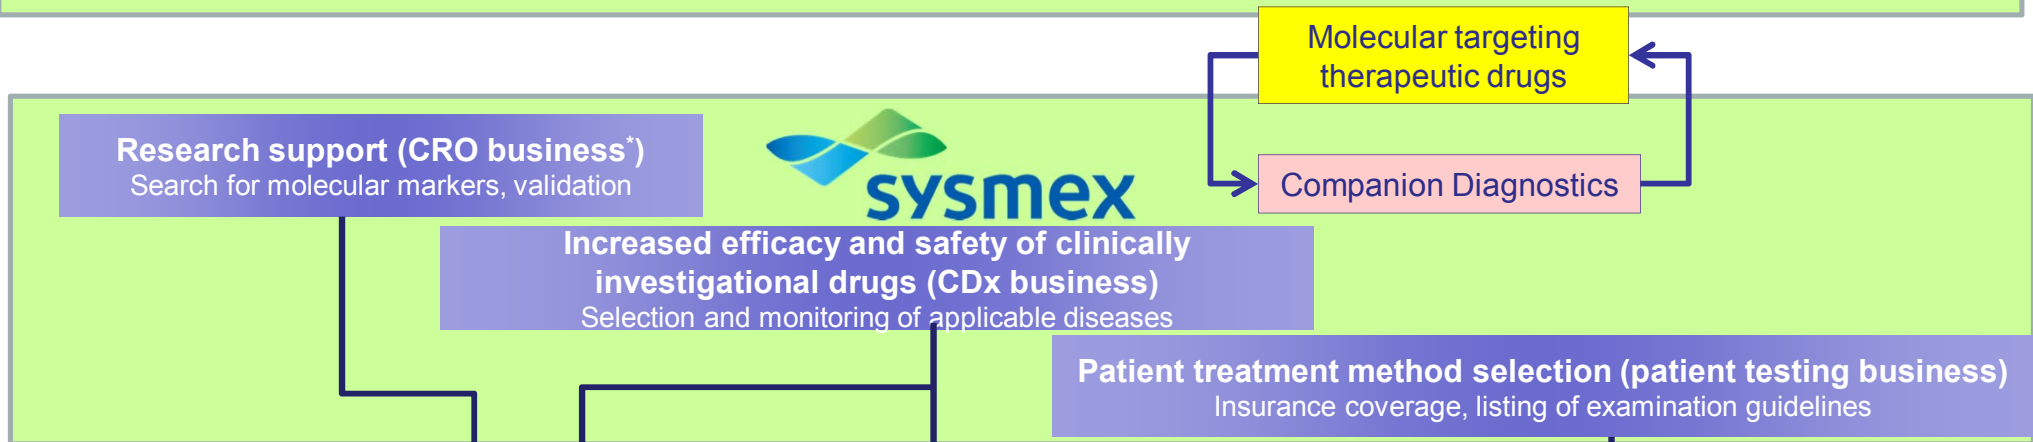 Molecular targeting
therapeutic drugs
Research support (CRO business*)
Search for molecular markers, validation
sysmex
Companion Diagnostics
Increased efficacy and safety of clinically
investigational drugs (CDx business)
Selection and monitoring of applicable diseases
Patient treatment method selection (patient testing business)
Insurance coverage, listing of examination guidelines